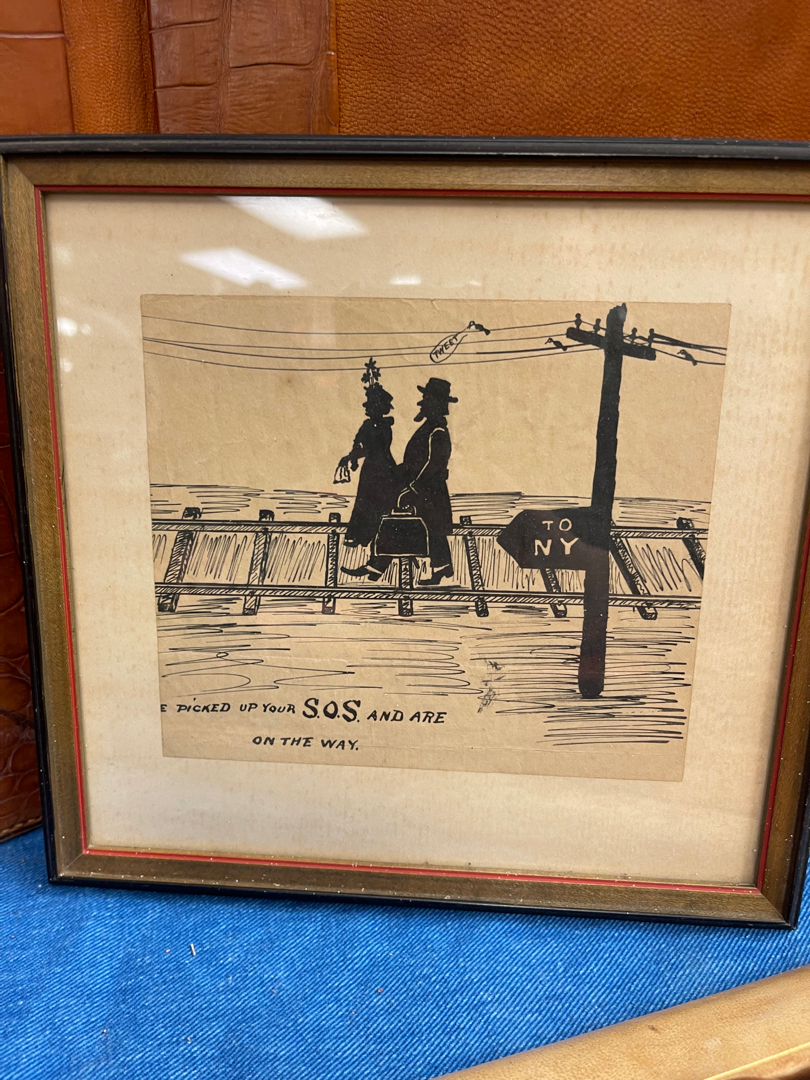 TWEET
TO
NY
E PICKED UP YOUR S.O.S. AND ARE
ON THE WAY.